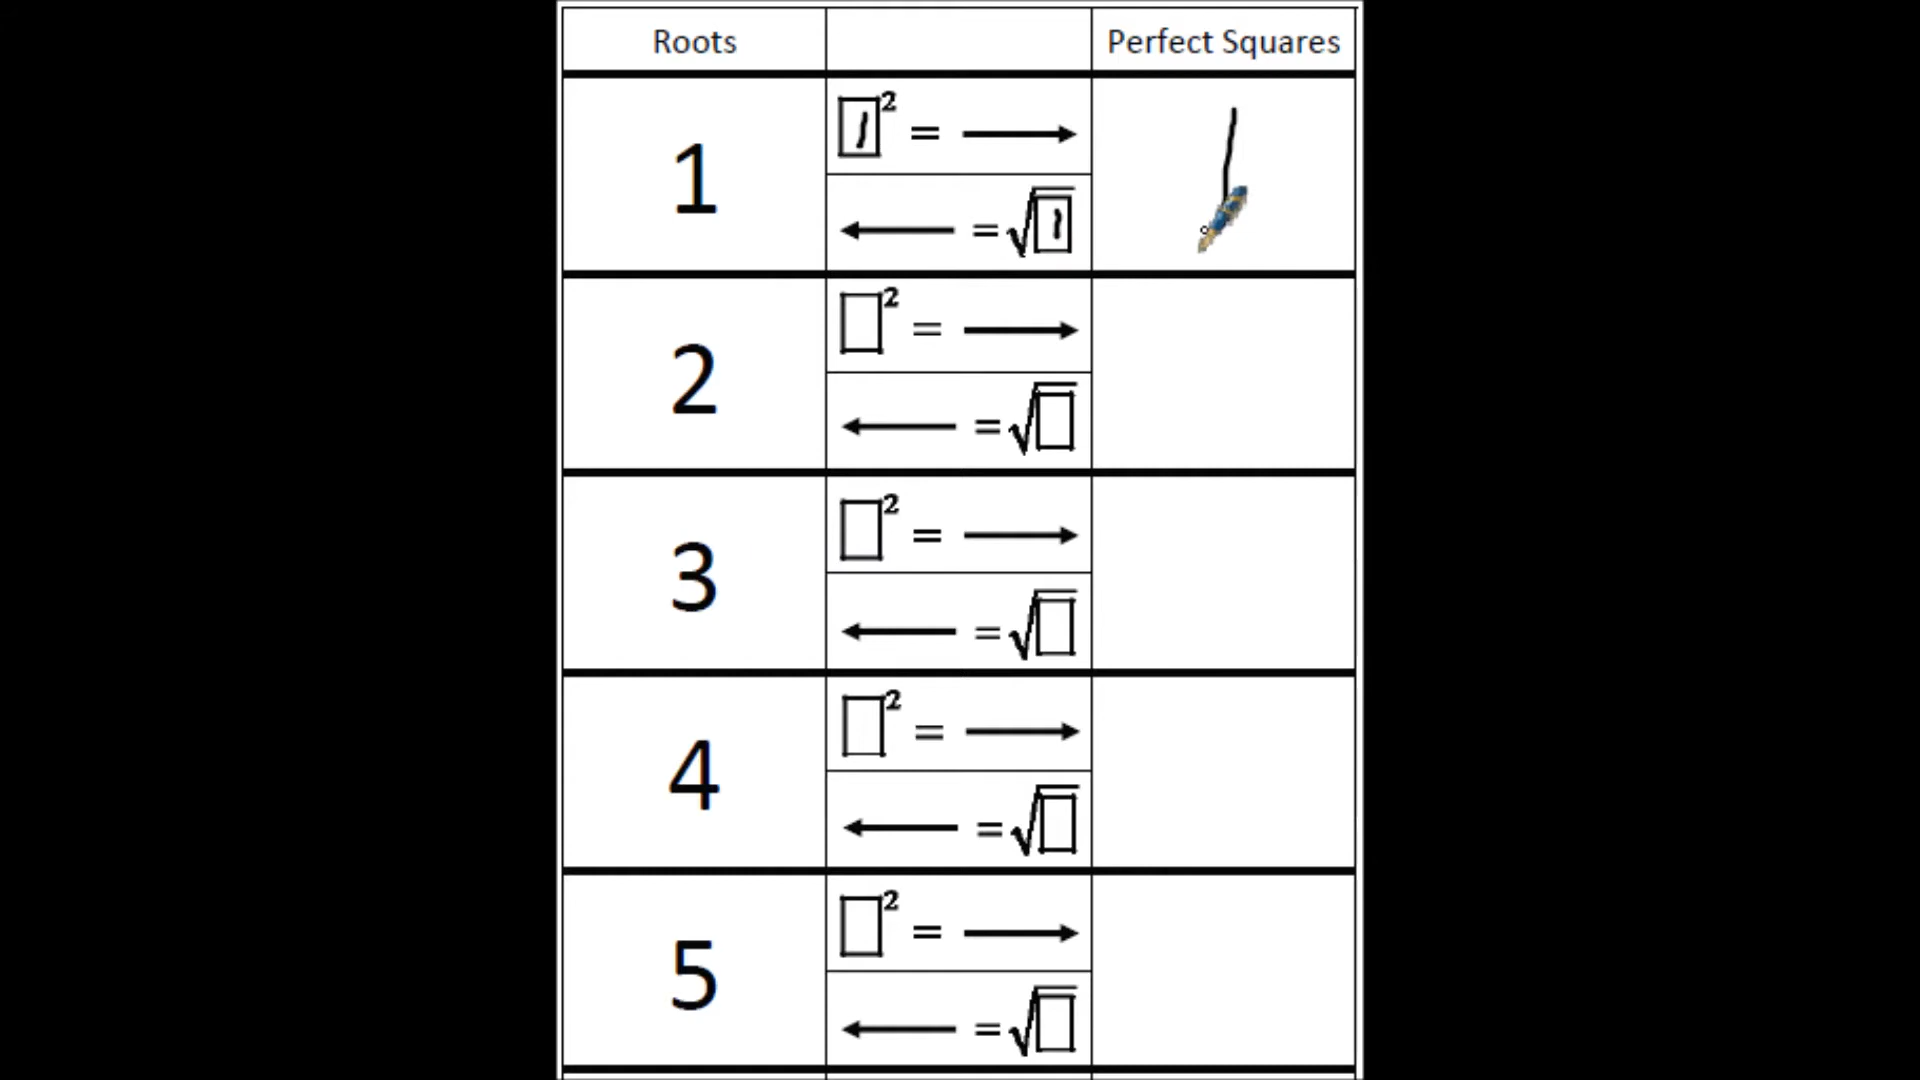 Roots Perfect Squares
1 1² = → 1
← = √1
2 □² = →
← = √□
3 □² = →
← = √□
4 □² = →
← = √□
5 □² = →
← = √□